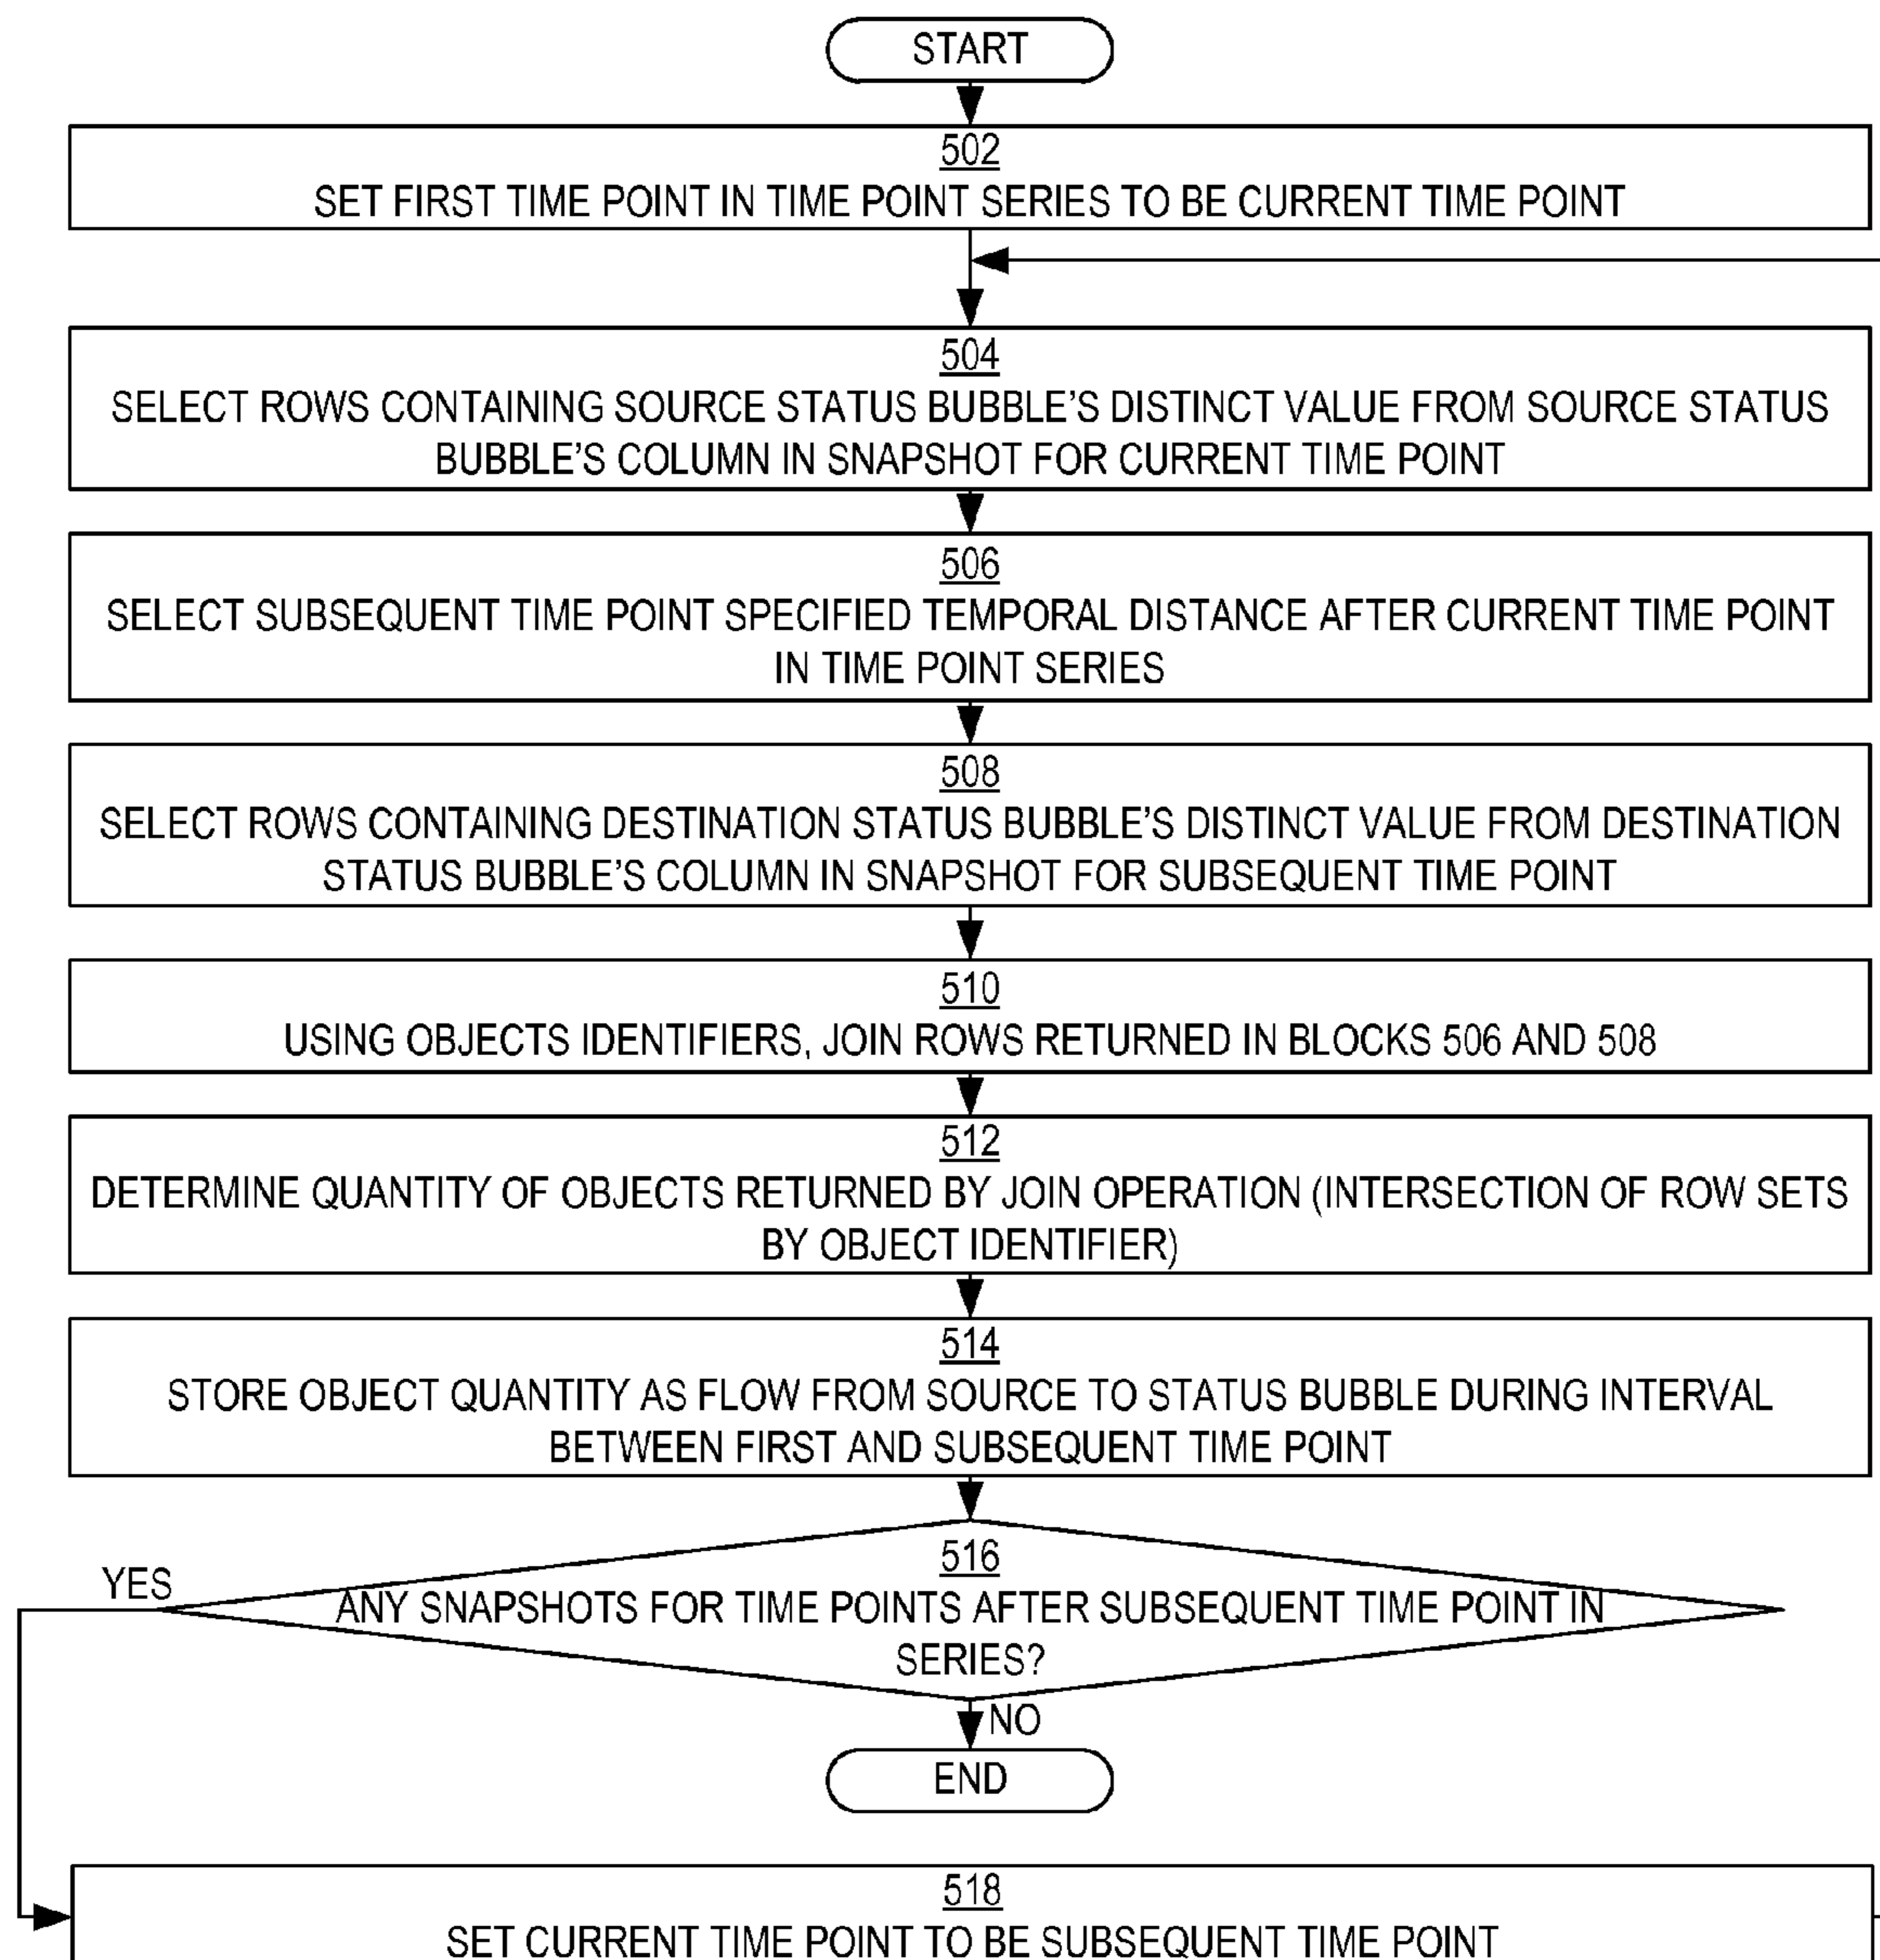 START
502
SET FIRST TIME POINT IN TIME POINT SERIES TO BE CURRENT TIME POINT
504
SELECT ROWS CONTAINING SOURCE STATUS BUBBLE'S DISTINCT VALUE FROM SOURCE STATUS
BUBBLE'S COLUMN IN SNAPSHOT FOR CURRENT TIME POINT
506
SELECT SUBSEQUENT TIME POINT SPECIFIED TEMPORAL DISTANCE AFTER CURRENT TIME POINT
IN TIME POINT SERIES
508
SELECT ROWS CONTAINING DESTINATION STATUS BUBBLE'S DISTINCT VALUE FROM DESTINATION
STATUS BUBBLE'S COLUMN IN SNAPSHOT FOR SUBSEQUENT TIME POINT
510
USING OBJECTS IDENTIFIERS, JOIN ROWS RETURNED IN BLOCKS 506 AND 508
512
DETERMINE QUANTITY OF OBJECTS RETURNED BY JOIN OPERATION (INTERSECTION OF ROW SETS
BY OBJECT IDENTIFIER)
514
STORE OBJECT QUANTITY AS FLOW FROM SOURCE TO STATUS BUBBLE DURING INTERVAL
BETWEEN FIRST AND SUBSEQUENT TIME POINT
516
YES
ANY SNAPSHOTS FOR TIME POINTS AFTER SUBSEQUENT TIME POINT IN
SERIES?
NO
END
518
SET CURRENT TIME POINT TO BE SUBSEQUENT TIME POINT